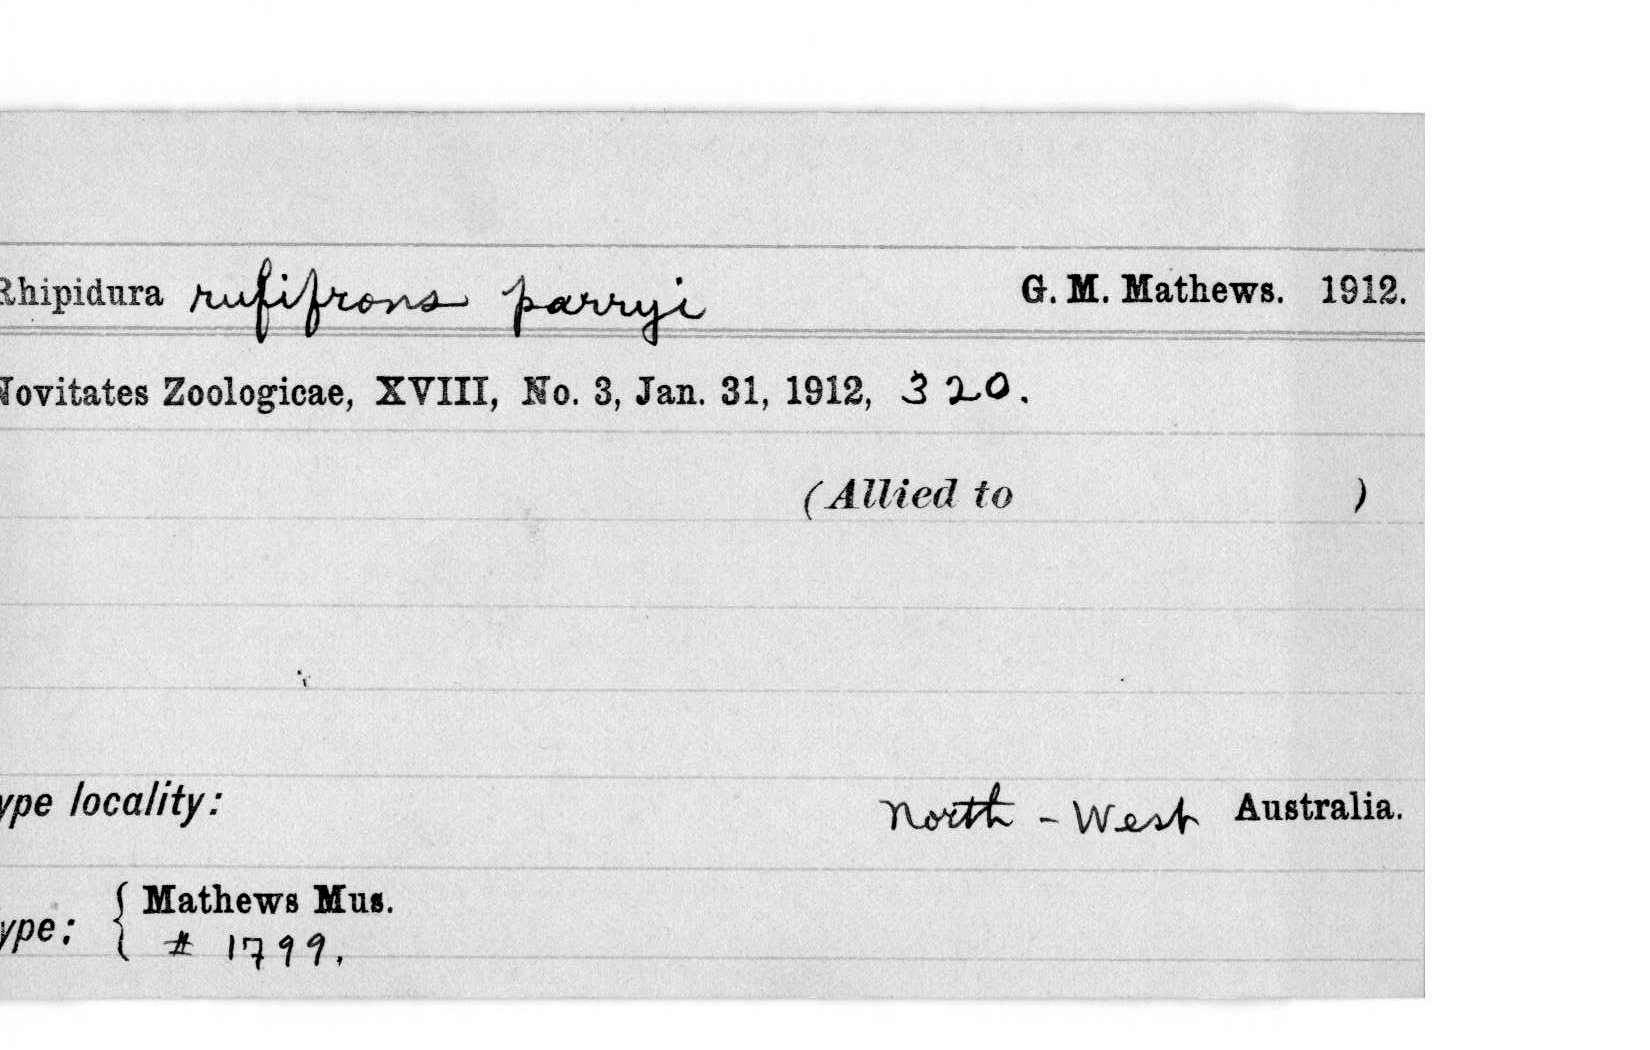 Rhipidura rufifrons parryi G. M. Mathews. 1912.
Novitates Zoologicae, XVIII, No. 3, Jan. 31, 1912, 320.
(Allied to )
ype locality: North - West Australia.
ype: { Mathews Mus.
# 1799.